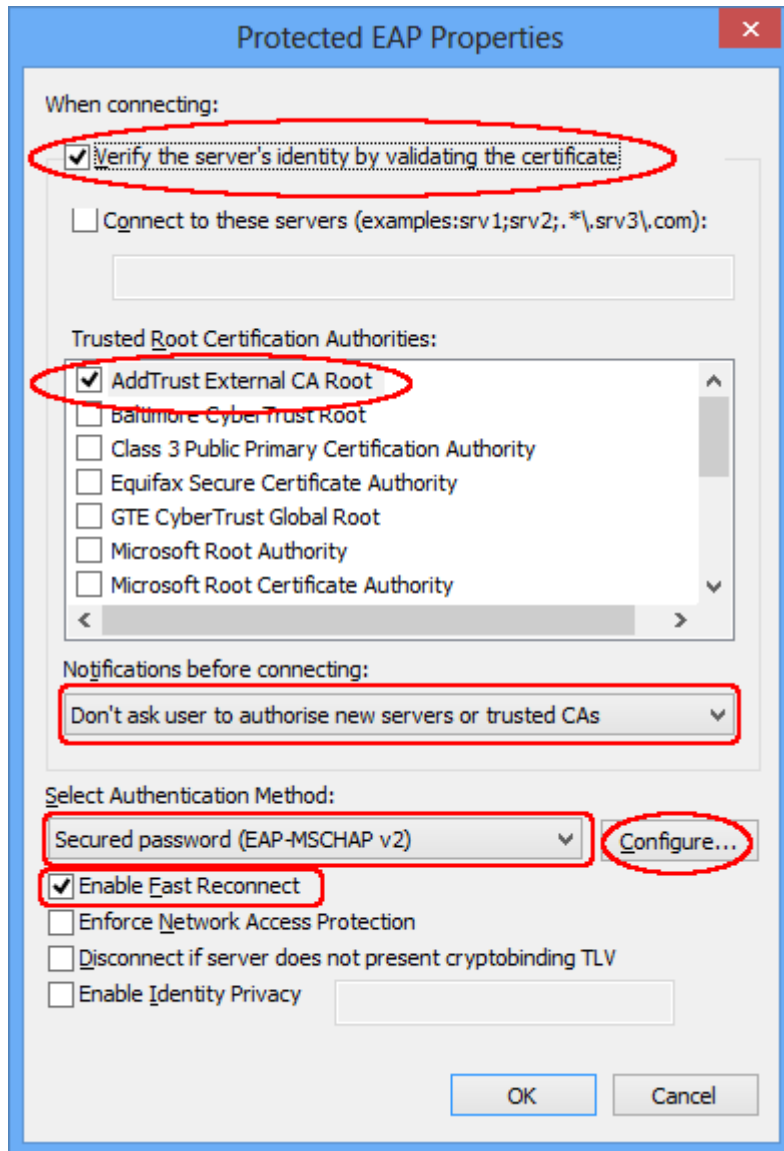 Protected EAP Properties
When connecting:
Verify the server's identity by validating the certificate
Connect to these servers (examples:srv1;srv2;.*\.srv3\.com):
Trusted Root Certification Authorities:
AddTrust External CA Root
Baltimore CyberTrust Root
Class 3 Public Primary Certification Authority
Equifax Secure Certificate Authority
GTE CyberTrust Global Root
Microsoft Root Authority
Microsoft Root Certificate Authority
Notifications before connecting:
Don't ask user to authorise new servers or trusted CAs
Select Authentication Method:
Secured password (EAP-MSCHAP v2)
Configure...
Enable Fast Reconnect
Enforce Network Access Protection
Disconnect if server does not present cryptobinding TLV
Enable Identity Privacy
OK
Cancel